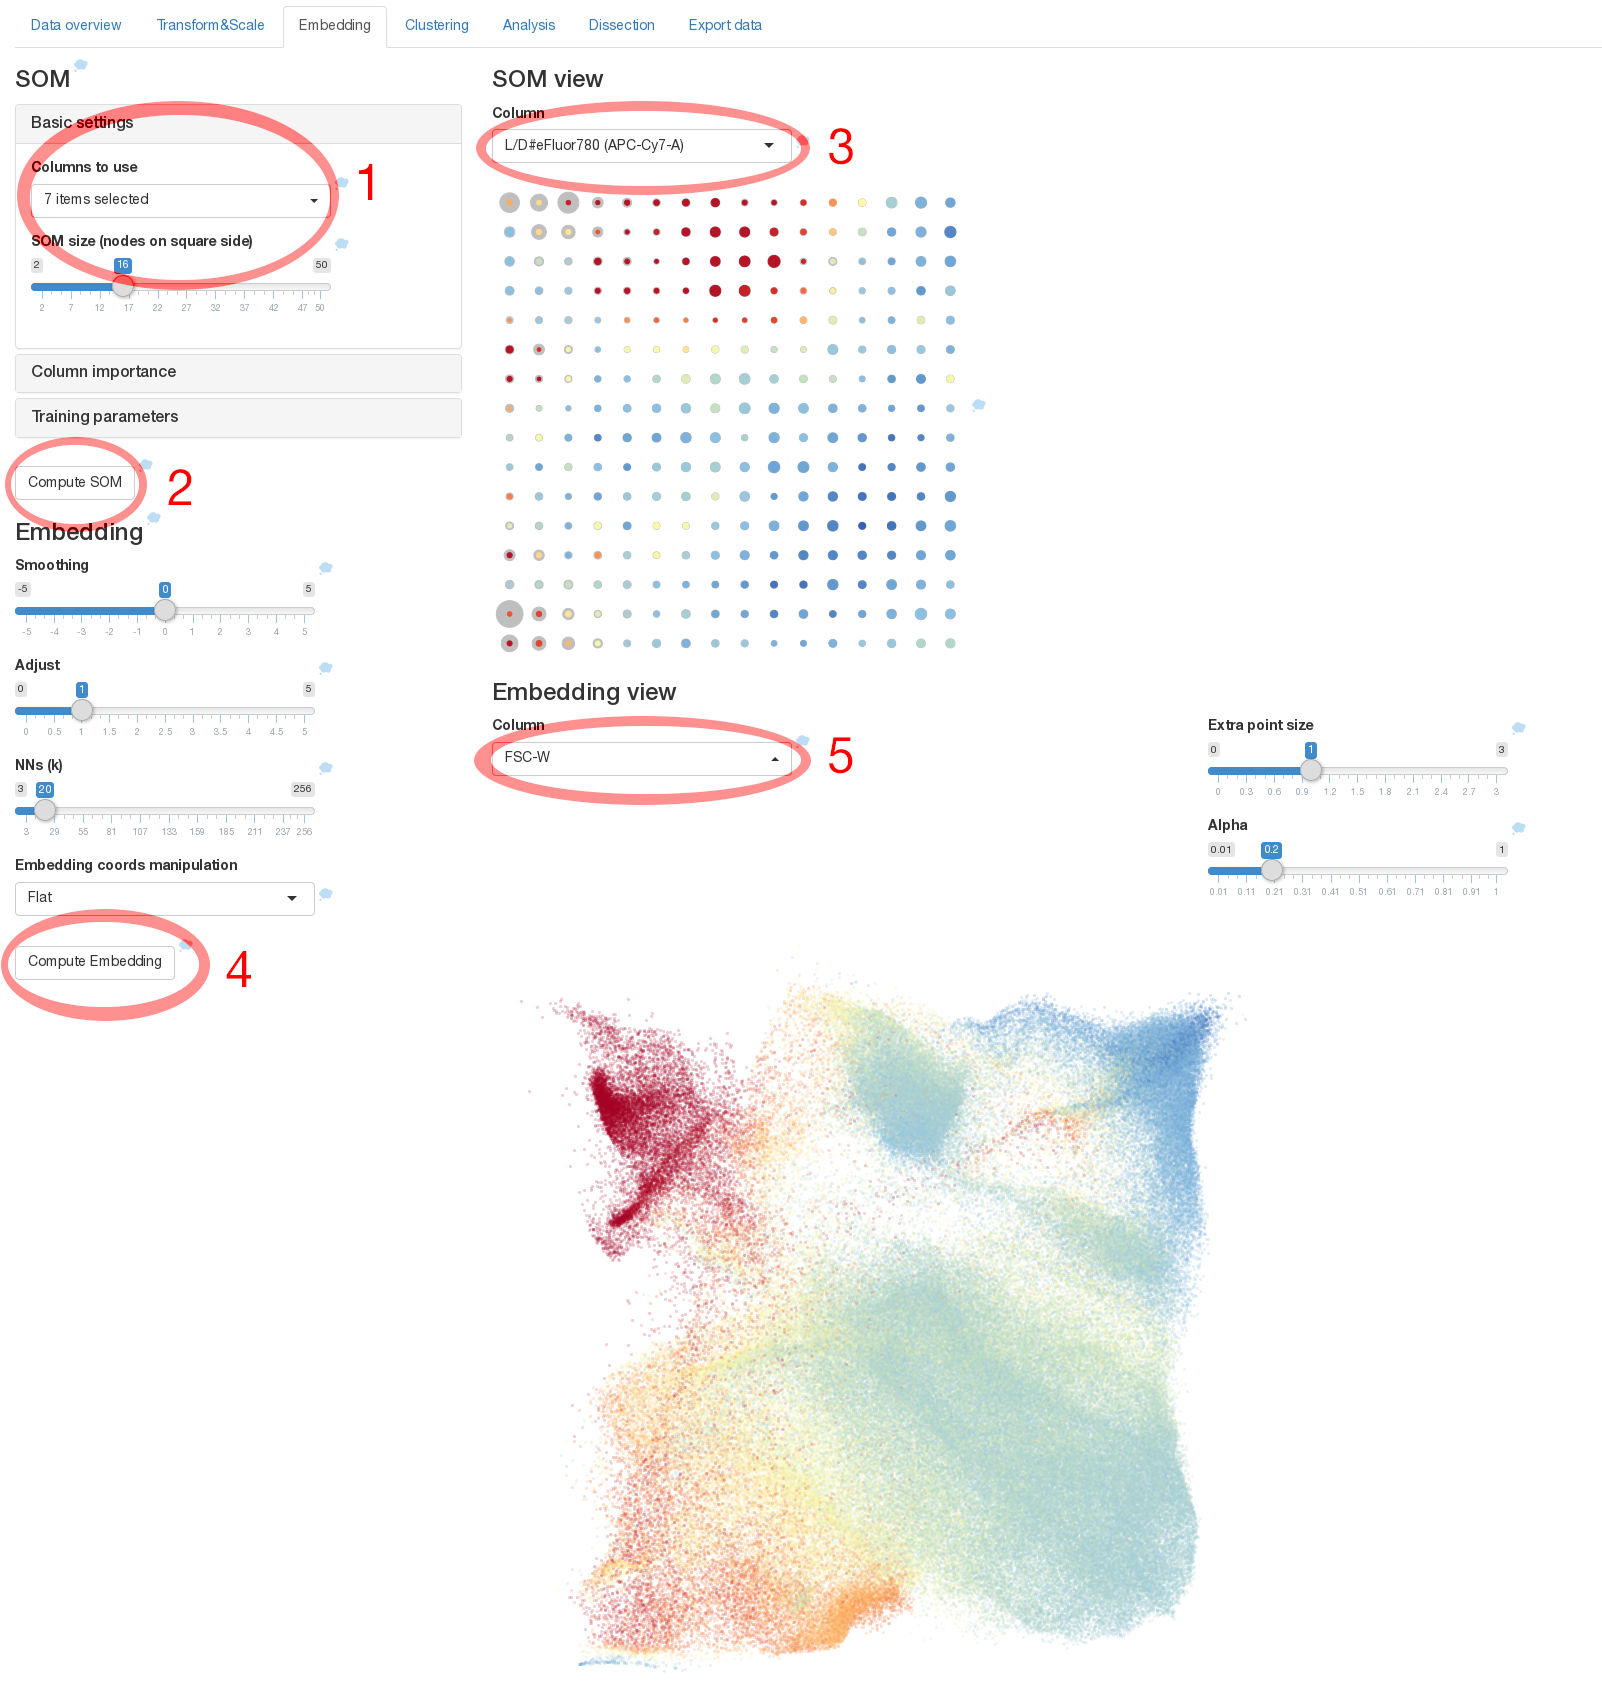 Data overview Transform&Scale Embedding Clustering Analysis Dissection Export data
SOM
Basic settings
Columns to use
7 items selected
1
SOM size (nodes on square side)
2 16 50
2 7 12 17 22 27 32 37 42 47 50
Column importance
Training parameters
Compute SOM
2
Embedding
Smoothing
-5 0 5
-5 -4 -3 -2 -1 0 1 2 3 4 5
Adjust
0 1 5
0 0.5 1 1.5 2 2.5 3 3.5 4 4.5 5
NNs (k)
3 20 256
3 29 55 81 107 133 159 185 211 237 256
Embedding coords manipulation
Flat
Compute Embedding
4
SOM view
Column
L/D#eFluor780 (APC-Cy7-A)
3
Embedding view
Column
FSC-W
5
Extra point size
0 1 3
0 0.3 0.6 0.9 1.2 1.5 1.8 2.1 2.4 2.7 3
Alpha
0.01 0.2 1
0.01 0.11 0.21 0.31 0.41 0.51 0.61 0.71 0.81 0.91 1